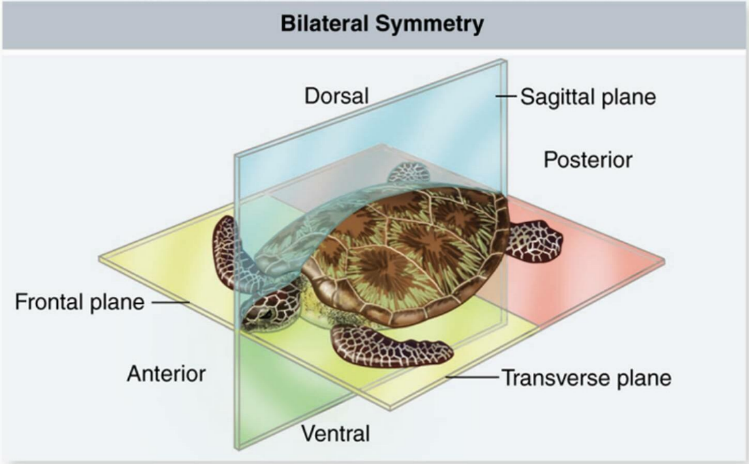 Bilateral Symmetry
Dorsal
Sagittal plane
Posterior
Frontal plane
Anterior
Transverse plane
Ventral